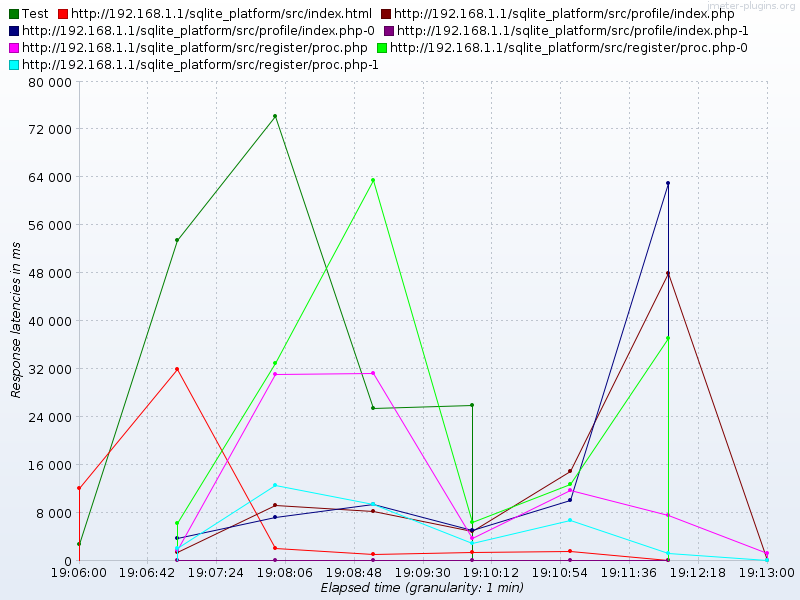 jmeter-plugins.org
Test http://192.168.1.1/sqlite_platform/src/index.html http://192.168.1.1/sqlite_platform/src/profile/index.php
http://192.168.1.1/sqlite_platform/src/profile/index.php-0 http://192.168.1.1/sqlite_platform/src/profile/index.php-1
http://192.168.1.1/sqlite_platform/src/register/proc.php http://192.168.1.1/sqlite_platform/src/register/proc.php-0
http://192.168.1.1/sqlite_platform/src/register/proc.php-1
80 000
72 000
64 000
56 000
48 000
40 000
32 000
24 000
16 000
8 000
0
Response latencies in ms
19:06:00 19:06:42 19:07:24 19:08:06 19:08:48 19:09:30 19:10:12 19:10:54 19:11:36 19:12:18 19:13:00
Elapsed time (granularity: 1 min)